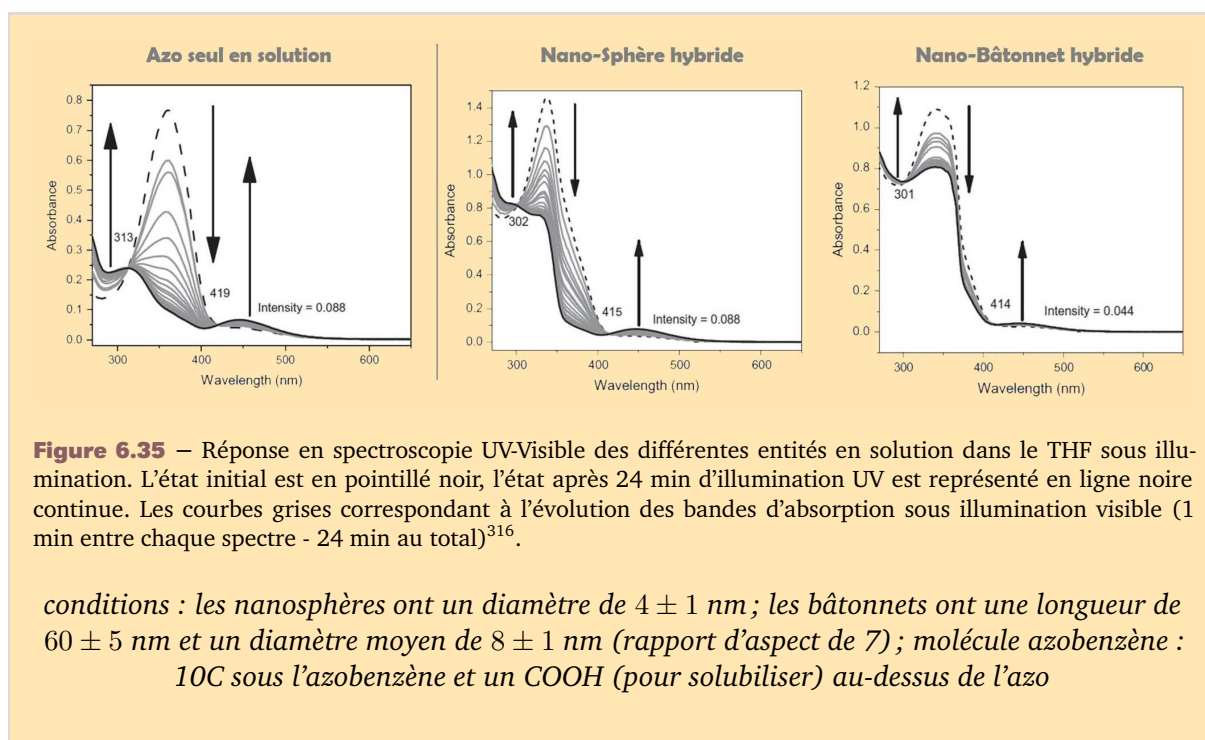 Azo seul en solution
Nano-Sphère hybride
Nano-Bâtonnet hybride
0.8
0.7
0.6
0.5
0.4
0.3
0.2
0.1
0.0
Absorbance
313
419
Intensity = 0.088
300
400
500
600
Wavelength (nm)
1.4
1.2
1.0
0.8
0.6
0.4
0.2
0.0
Absorbance
302
415
Intensity = 0.088
300
400
500
600
Wavelength (nm)
1.2
1.0
0.8
0.6
0.4
0.2
0.0
Absorbance
301
414
Intensity = 0.044
300
400
500
600
Wavelength (nm)
Figure 6.35 − Réponse en spectroscopie UV-Visible des différentes entités en solution dans le THF sous illu-
mination. L'état initial est en pointillé noir, l'état après 24 min d'illumination UV est représenté en ligne noire
continue. Les courbes grises correspondant à l'évolution des bandes d'absorption sous illumination visible (1
min entre chaque spectre - 24 min au total)³¹⁶.
conditions : les nanosphères ont un diamètre de 4 ± 1 nm ; les bâtonnets ont une longueur de
60 ± 5 nm et un diamètre moyen de 8 ± 1 nm (rapport d'aspect de 7) ; molécule azobenzène :
10C sous l'azobenzène et un COOH (pour solubiliser) au-dessus de l'azo